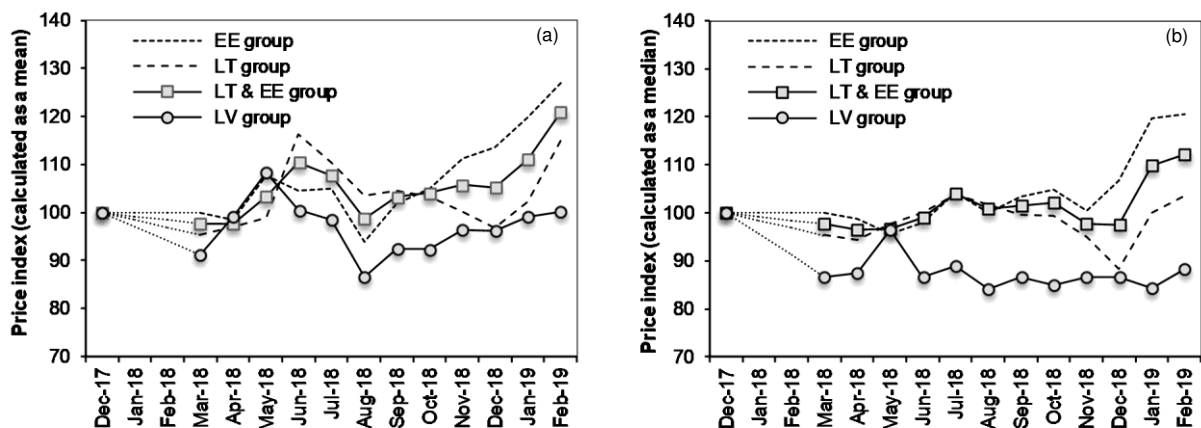 Price index (calculated as a mean)
140
130
120
110
100
90
80
70
EE group
LT group
LT & EE group
LV group
(a)
Dec-17
Jan-18
Feb-18
Mar-18
Apr-18
May-18
Jun-18
Jul-18
Aug-18
Sep-18
Oct-18
Nov-18
Dec-18
Jan-19
Feb-19
Price index (calculated as a median)
140
130
120
110
100
90
80
70
EE group
LT group
LT & EE group
LV group
(b)
Dec-17
Jan-18
Feb-18
Mar-18
Apr-18
May-18
Jun-18
Jul-18
Aug-18
Sep-18
Oct-18
Nov-18
Dec-18
Jan-19
Feb-19